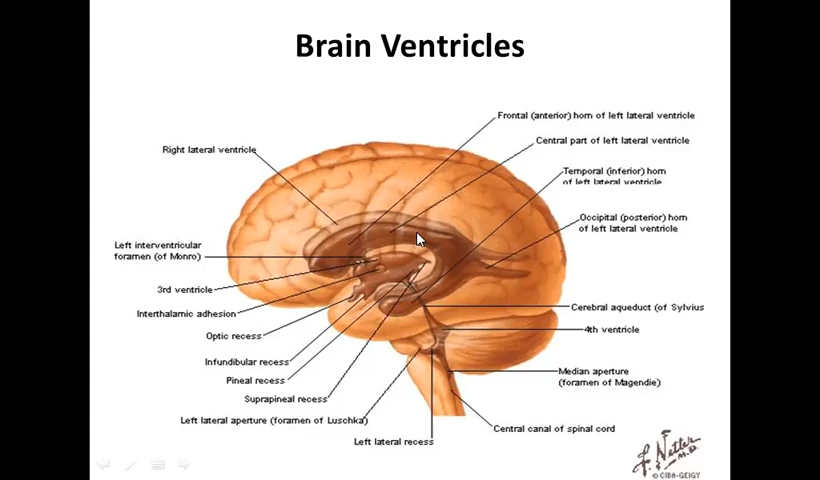 Brain Ventricles
Frontal (anterior) horn of left lateral ventricle
Central part of left lateral ventricle
Right lateral ventricle
Temporal (inferior) horn
of left lateral ventricle
Occipital (posterior) horn
of left lateral ventricle
Left interventricular
foramen (of Monro)
3rd ventricle
Interthalamic adhesion
Optic recess
Infundibular recess
Pineal recess
Suprapineal recess
Left lateral aperture (foramen of Luschka)
Left lateral recess
Cerebral aqueduct (of Sylvius
4th ventricle
Median aperture
(foramen of Magendie)
Central canal of spinal cord
F. Netter
M.D.
© CIBA-GEIGY